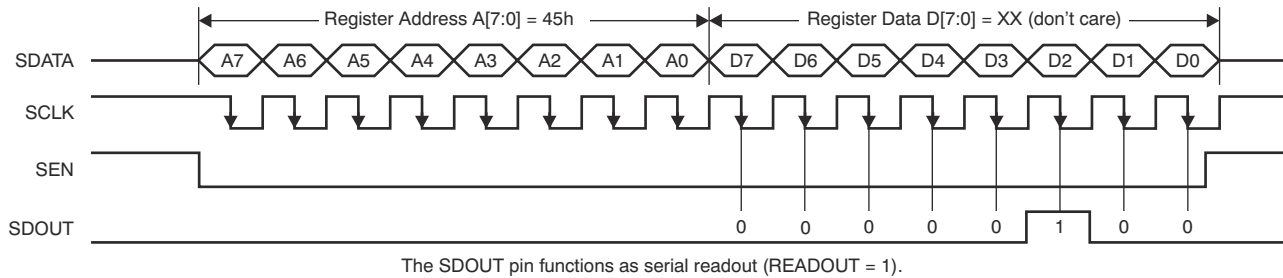 Register Address A[7:0] = 45h Register Data D[7:0] = XX (don’t care)
SDATA A7 A6 A5 A4 A3 A2 A1 A0 D7 D6 D5 D4 D3 D2 D1 D0
SCLK
SEN
SDOUT 0 0 0 0 0 1 0 0
The SDOUT pin functions as serial readout (READOUT = 1).